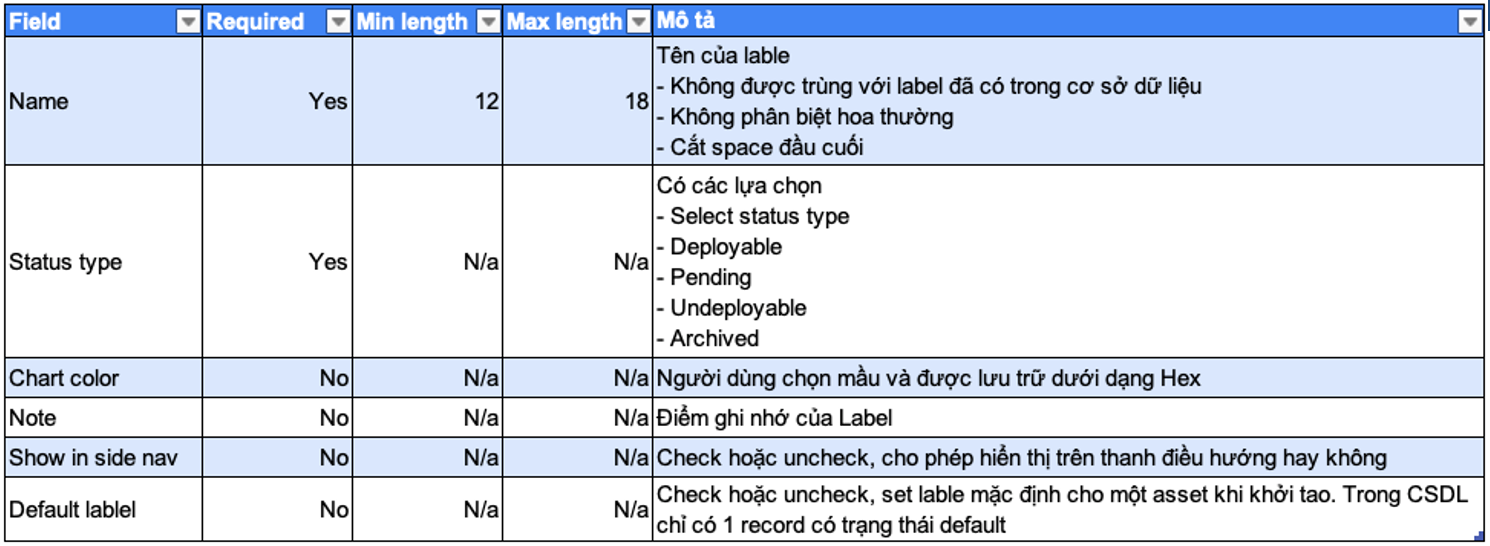 Field Required Min length Max length Mô tả
Name Yes 12 18 Tên của lable
- Không được trùng với label đã có trong cơ sở dữ liệu
- Không phân biệt hoa thường
- Cắt space đầu cuối
Status type Yes N/a N/a Có các lựa chọn
- Select status type
- Deployable
- Pending
- Undeployable
- Archived
Chart color No N/a N/a Người dùng chọn mầu và được lưu trữ dưới dạng Hex
Note No N/a N/a Điểm ghi nhớ của Label
Show in side nav No N/a N/a Check hoặc uncheck, cho phép hiển thị trên thanh điều hướng hay không
Default lablel No N/a N/a Check hoặc uncheck, set lable mặc định cho một asset khi khởi tao. Trong CSDL
chỉ có 1 record có trạng thái default